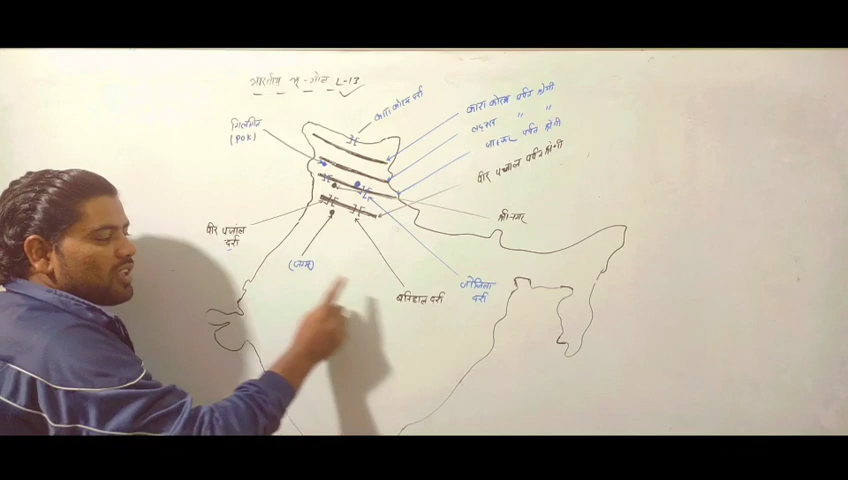 भारतीय भू-गोल L-13
कारा कोरम दर्रा
कारा कोरम पर्वत श्रेणी
गिलगित
(POK)
लद्दाख " "
जास्कर पर्वत श्रेणी
पीर पंजाल पर्वत श्रेणी
श्रीनगर
पीर पंजाल
दर्रा
(जम्मू)
बनिहाल दर्रा
जोजिला
दर्रा